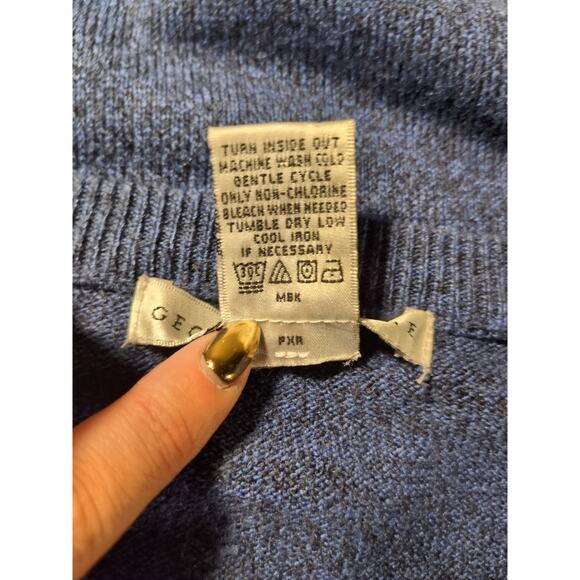 TURN INSIDE OUT
MACHINE WASH COLD
GENTLE CYCLE
ONLY NON-CHLORINE
BLEACH WHEN NEEDED
TUMBLE DRY LOW
COOL IRON
IF NECESSARY
MBK
PXR